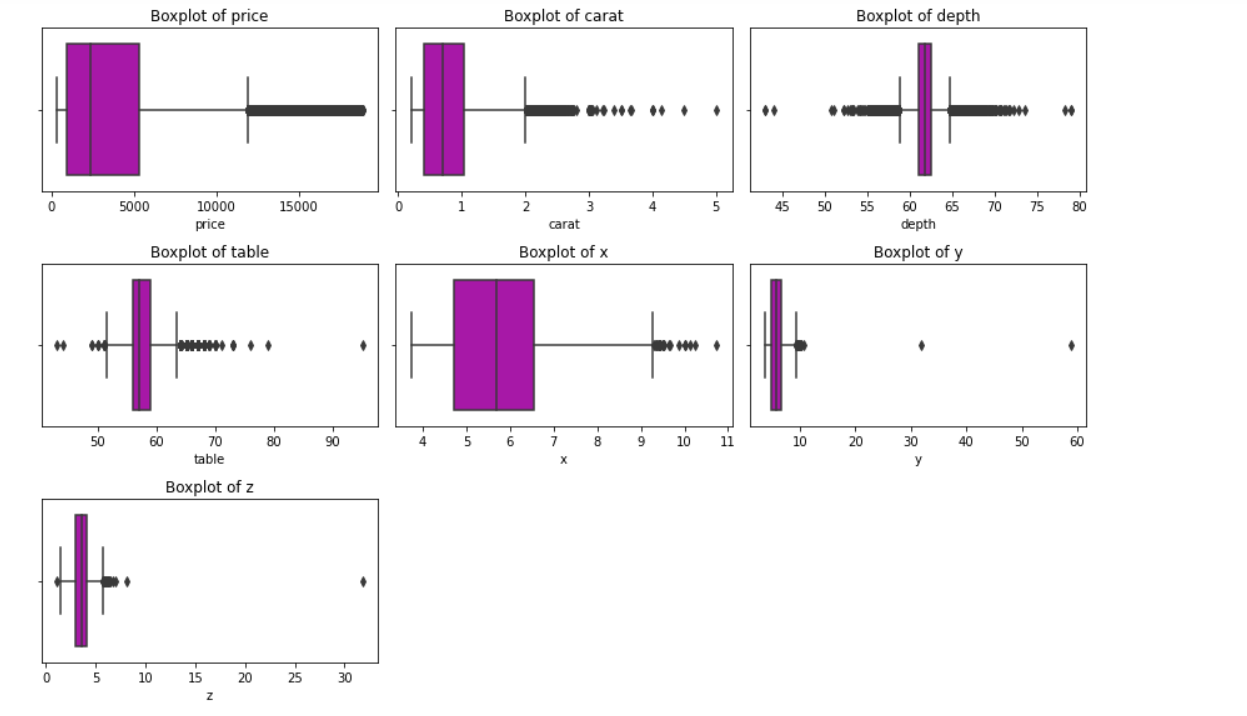 Boxplot of price
Boxplot of carat
Boxplot of depth
0 5000 10000 15000
0 1 2 3 4 5
45 50 55 60 65 70 75 80
price
carat
depth
Boxplot of table
Boxplot of x
Boxplot of y
50 60 70 80 90
4 5 6 7 8 9 10 11
10 20 30 40 50 60
table
x
y
Boxplot of z
0 5 10 15 20 25 30
z